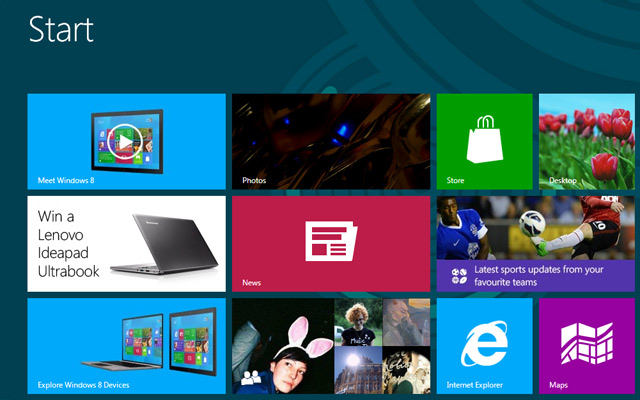 Start
Meet Windows 8
Photos
Store
Desktop
Win a
Lenovo
Ideapad
Ultrabook
News
Latest sports updates from your
favourite teams
Explore Windows 8 Devices
Music
Internet Explorer
Maps